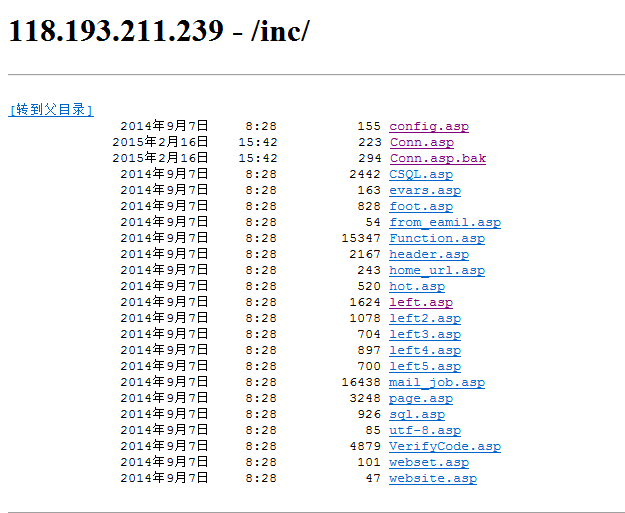 118.193.211.239 - /inc/
[转到父目录]
2014年9月7日 8:28 155 config.asp
2015年2月16日 15:42 223 Conn.asp
2015年2月16日 15:42 294 Conn.asp.bak
2014年9月7日 8:28 2442 CSQL.asp
2014年9月7日 8:28 163 evars.asp
2014年9月7日 8:28 828 foot.asp
2014年9月7日 8:28 54 from_eamil.asp
2014年9月7日 8:28 15347 Function.asp
2014年9月7日 8:28 2167 header.asp
2014年9月7日 8:28 243 home_url.asp
2014年9月7日 8:28 520 hot.asp
2014年9月7日 8:28 1624 left.asp
2014年9月7日 8:28 1078 left2.asp
2014年9月7日 8:28 704 left3.asp
2014年9月7日 8:28 897 left4.asp
2014年9月7日 8:28 700 left5.asp
2014年9月7日 8:28 16438 mail_job.asp
2014年9月7日 8:28 3248 page.asp
2014年9月7日 8:28 926 sql.asp
2014年9月7日 8:28 85 utf-8.asp
2014年9月7日 8:28 4879 VerifyCode.asp
2014年9月7日 8:28 101 webset.asp
2014年9月7日 8:28 47 website.asp